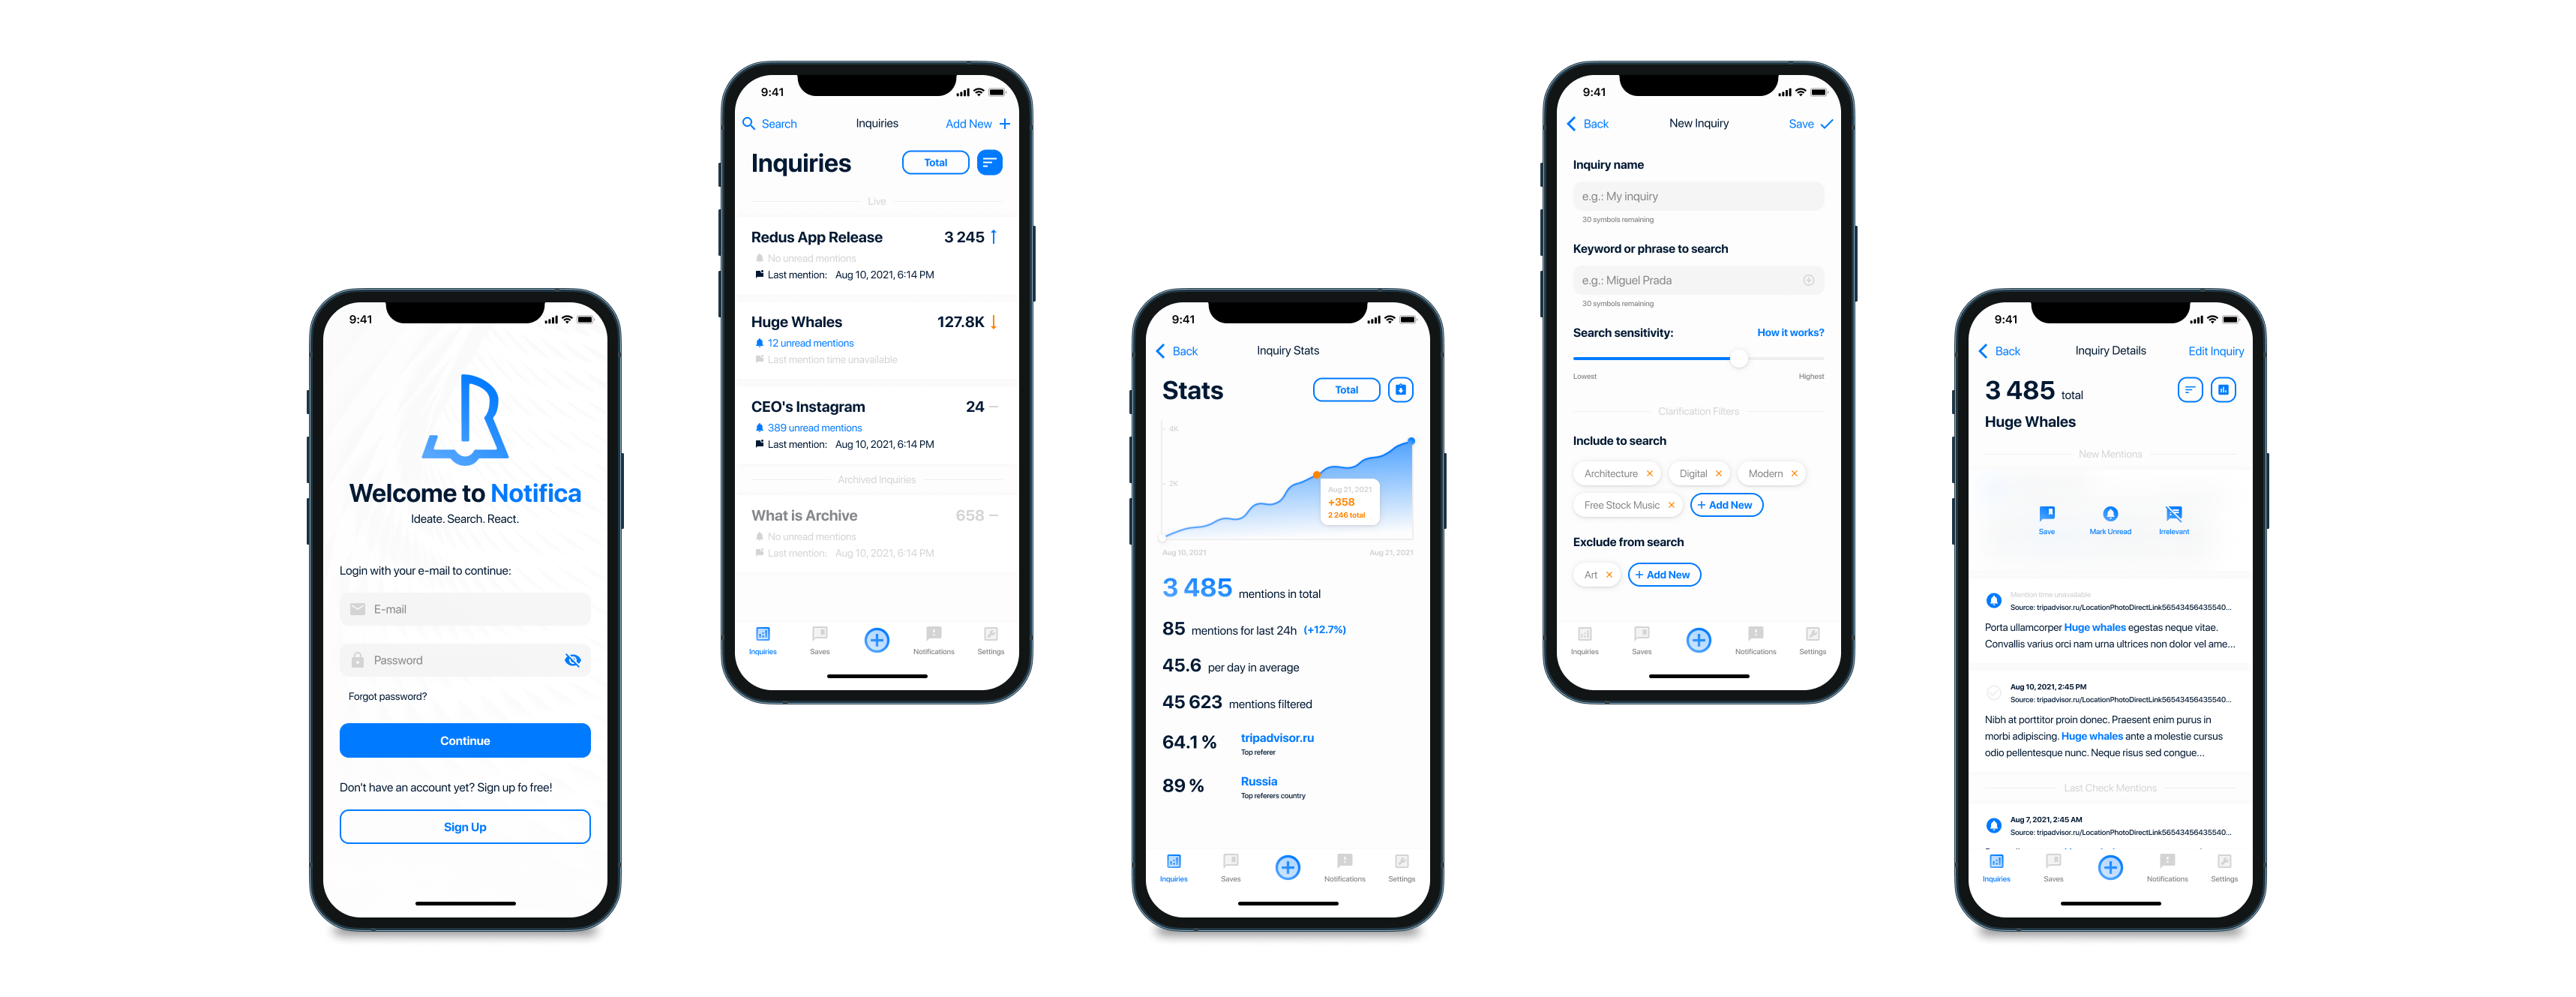 9:41
Welcome to Notifica
Ideate. Search. React.
Login with your e-mail to continue:
E-mail
Password
Forgot password?
Continue
Don't have an account yet? Sign up fo free!
Sign Up
9:41
Search Inquiries Add New
Inquiries Total
Live
Redus App Release 3 245
No unread mentions
Last mention: Aug 10, 2021, 6:14 PM
Huge Whales 127.8K
12 unread mentions
Last mention time unavailable
CEO's Instagram 24
389 unread mentions
Last mention: Aug 10, 2021, 6:14 PM
Archived Inquiries
What is Archive 658
No unread mentions
Last mention: Aug 10, 2021, 6:14 PM
Inquiries Saves Notifications Settings
9:41
Back Inquiry Stats
Stats Total
4K
2K
Aug 21, 2021
+358
2 246 total
Aug 10, 2021 Aug 21, 2021
3 485 mentions in total
85 mentions for last 24h (+12.7%)
45.6 per day in average
45 623 mentions filtered
64.1 % tripadvisor.ru
Top referer
89 % Russia
Top referers country
Inquiries Saves Notifications Settings
9:41
Back New Inquiry Save
Inquiry name
e.g.: My inquiry
30 symbols remaining
Keyword or phrase to search
e.g.: Miguel Prada
30 symbols remaining
Search sensitivity: How it works?
Lowest Highest
Clarification Filters
Include to search
Architecture × Digital × Modern ×
Free Stock Music × + Add New
Exclude from search
Art × + Add New
Inquiries Saves Notifications Settings
9:41
Back Inquiry Details Edit Inquiry
3 485 total
Huge Whales
New Mentions
Save Mark Unread Irrelevant
Mention time unavailable
Source: tripadvisor.ru/LocationPhotoDirectLink56543456435540...
Porta ullamcorper Huge whales egestas neque vitae.
Convallis varius orci nam urna ultrices non dolor vel ame...
Aug 10, 2021, 2:45 PM
Source: tripadvisor.ru/LocationPhotoDirectLink56543456435540...
Nibh at porttitor proin donec. Praesent enim purus in
morbi adipiscing. Huge whales ante a molestie cursus
odio pellentesque nunc. Neque risus sed congue...
Last Check Mentions
Aug 7, 2021, 2:45 AM
Source: tripadvisor.ru/LocationPhotoDirectLink56543456435540...
Inquiries Saves Notifications Settings